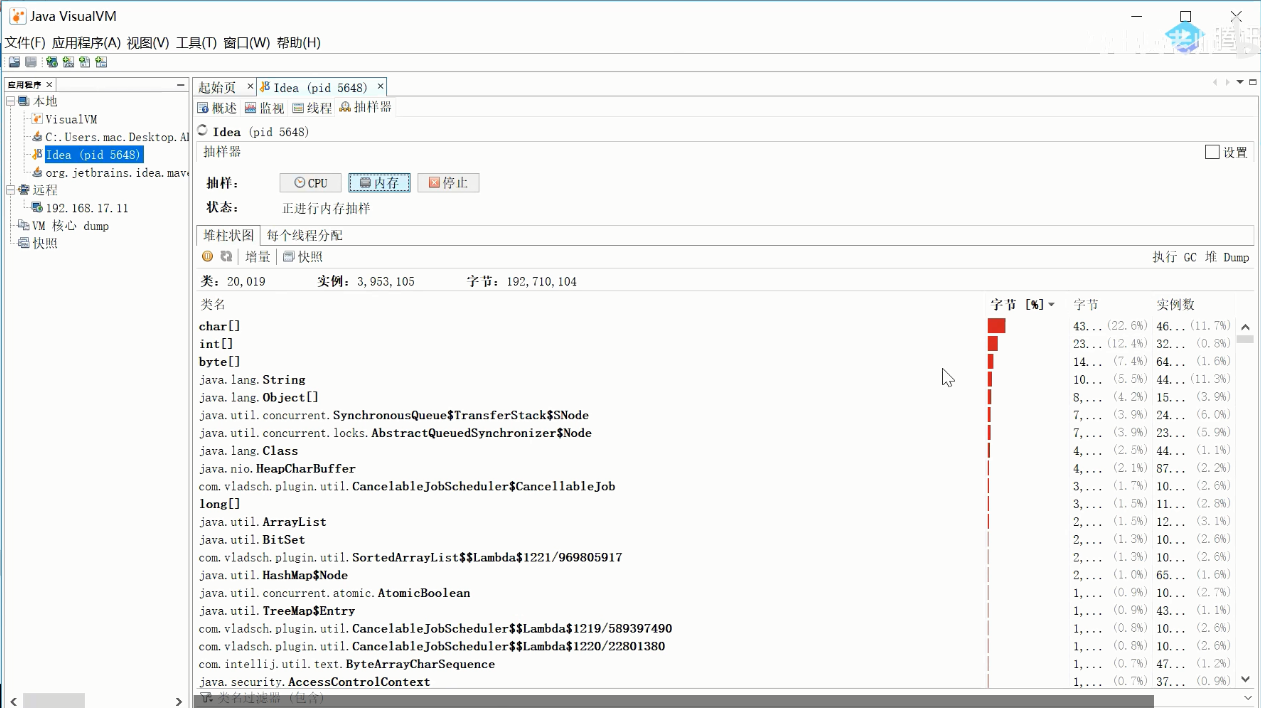 Java VisualVM
文件(F) 应用程序(A) 视图(V) 工具(T) 窗口(W) 帮助(H)
应用程序 ×
本地
VisualVM
C:.Users.mac.Desktop.A
Idea (pid 5648)
org.jetbrains.idea.mave
远程
192.168.17.11
VM 核心 dump
快照
起始页 × Idea (pid 5648) ×
概述 监视 线程 抽样器
Idea (pid 5648)
抽样器 设置
抽样: CPU 内存 停止
状态: 正进行内存抽样
堆柱状图 每个线程分配
增量 快照 执行 GC 堆 Dump
类: 20,019 实例: 3,953,105 字节: 192,710,104
类名 字节 [%] 字节 实例数
char[] 43... (22.6%) 46... (11.7%)
int[] 23... (12.4%) 32... (0.8%)
byte[] 14... (7.4%) 64... (1.6%)
java.lang.String 10... (5.5%) 44... (11.3%)
java.lang.Object[] 8,... (4.2%) 15... (3.9%)
java.util.concurrent.SynchronousQueue$TransferStack$SNode 7,... (3.9%) 24... (6.0%)
java.util.concurrent.locks.AbstractQueuedSynchronizer$Node 7,... (3.9%) 23... (5.9%)
java.lang.Class 4,... (2.5%) 44... (1.1%)
java.nio.HeapCharBuffer 4,... (2.1%) 87... (2.2%)
com.vladsch.plugin.util.CancelableJobScheduler$CancellableJob 3,... (1.7%) 10... (2.6%)
long[] 3,... (1.5%) 11... (2.8%)
java.util.ArrayList 2,... (1.5%) 12... (3.1%)
java.util.BitSet 2,... (1.3%) 10... (2.6%)
com.vladsch.plugin.util.SortedArrayList$$Lambda$1221/969805917 2,... (1.3%) 10... (2.6%)
java.util.HashMap$Node 2,... (1.0%) 65... (1.6%)
java.util.concurrent.atomic.AtomicBoolean 1,... (0.9%) 10... (2.7%)
java.util.TreeMap$Entry 1,... (0.9%) 43... (1.1%)
com.vladsch.plugin.util.CancelableJobScheduler$$Lambda$1219/589397490 1,... (0.8%) 10... (2.6%)
com.vladsch.plugin.util.CancelableJobScheduler$$Lambda$1220/22801380 1,... (0.8%) 10... (2.6%)
com.intellij.util.text.ByteArrayCharSequence 1,... (0.7%) 47... (1.2%)
java.security.AccessControlContext 1,... (0.7%) 37... (0.9%)
类名过滤器 (包含)